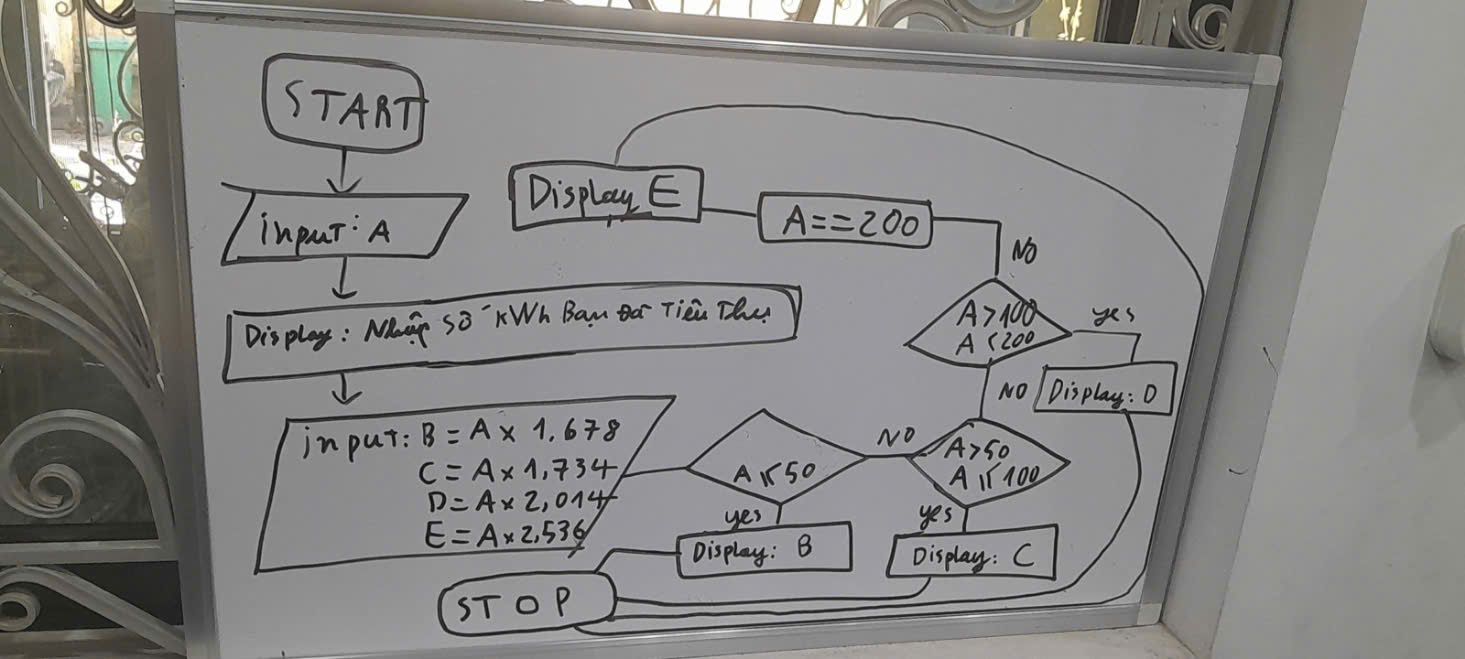 START
input: A
Display: Nhập số kWh Bạn Đã Tiêu Thụ
input: B = A x 1,678
C = A x 1,734
D = A x 2,014
E = A x 2,536
A ≤ 50
yes
Display: B
NO
A > 50
A ≤ 100
yes
Display: C
NO
A > 100
A < 200
yes
Display: D
NO
A == 200
Display E
STOP